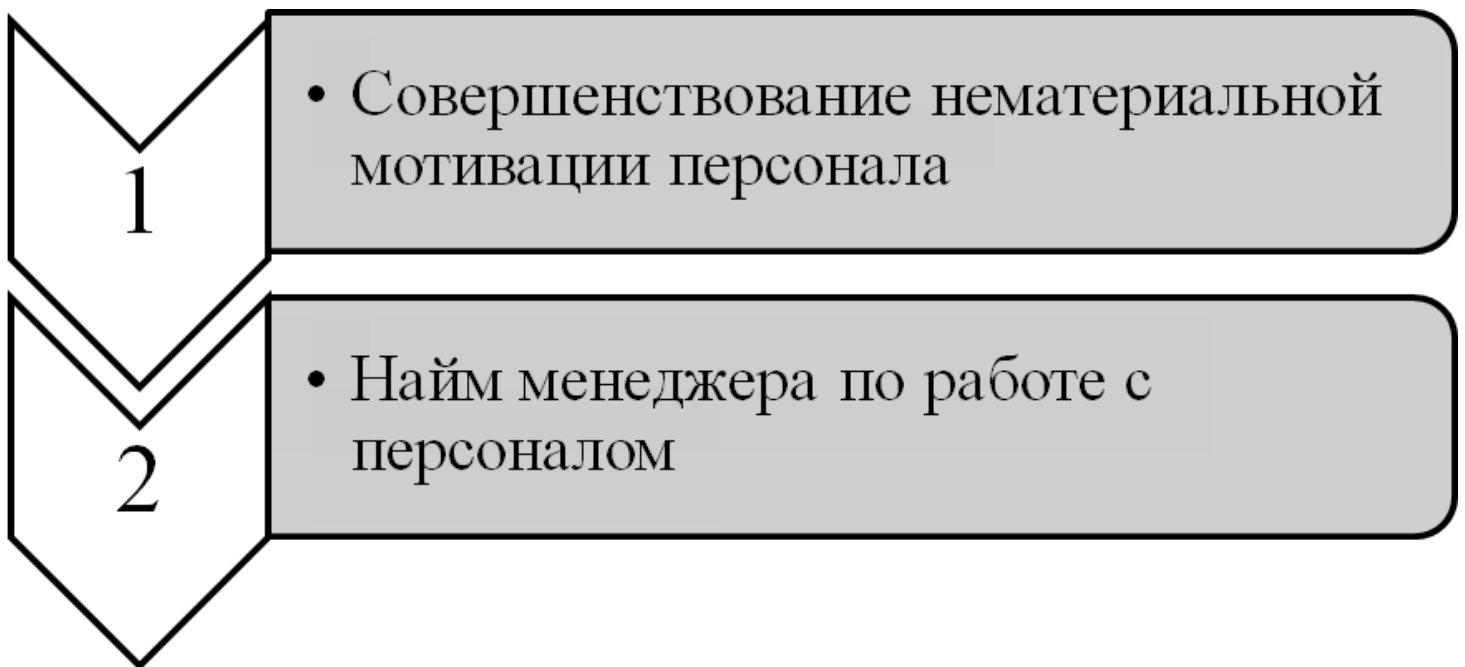 1
• Совершенствование нематериальной
мотивации персонала
2
• Найм менеджера по работе с
персоналом